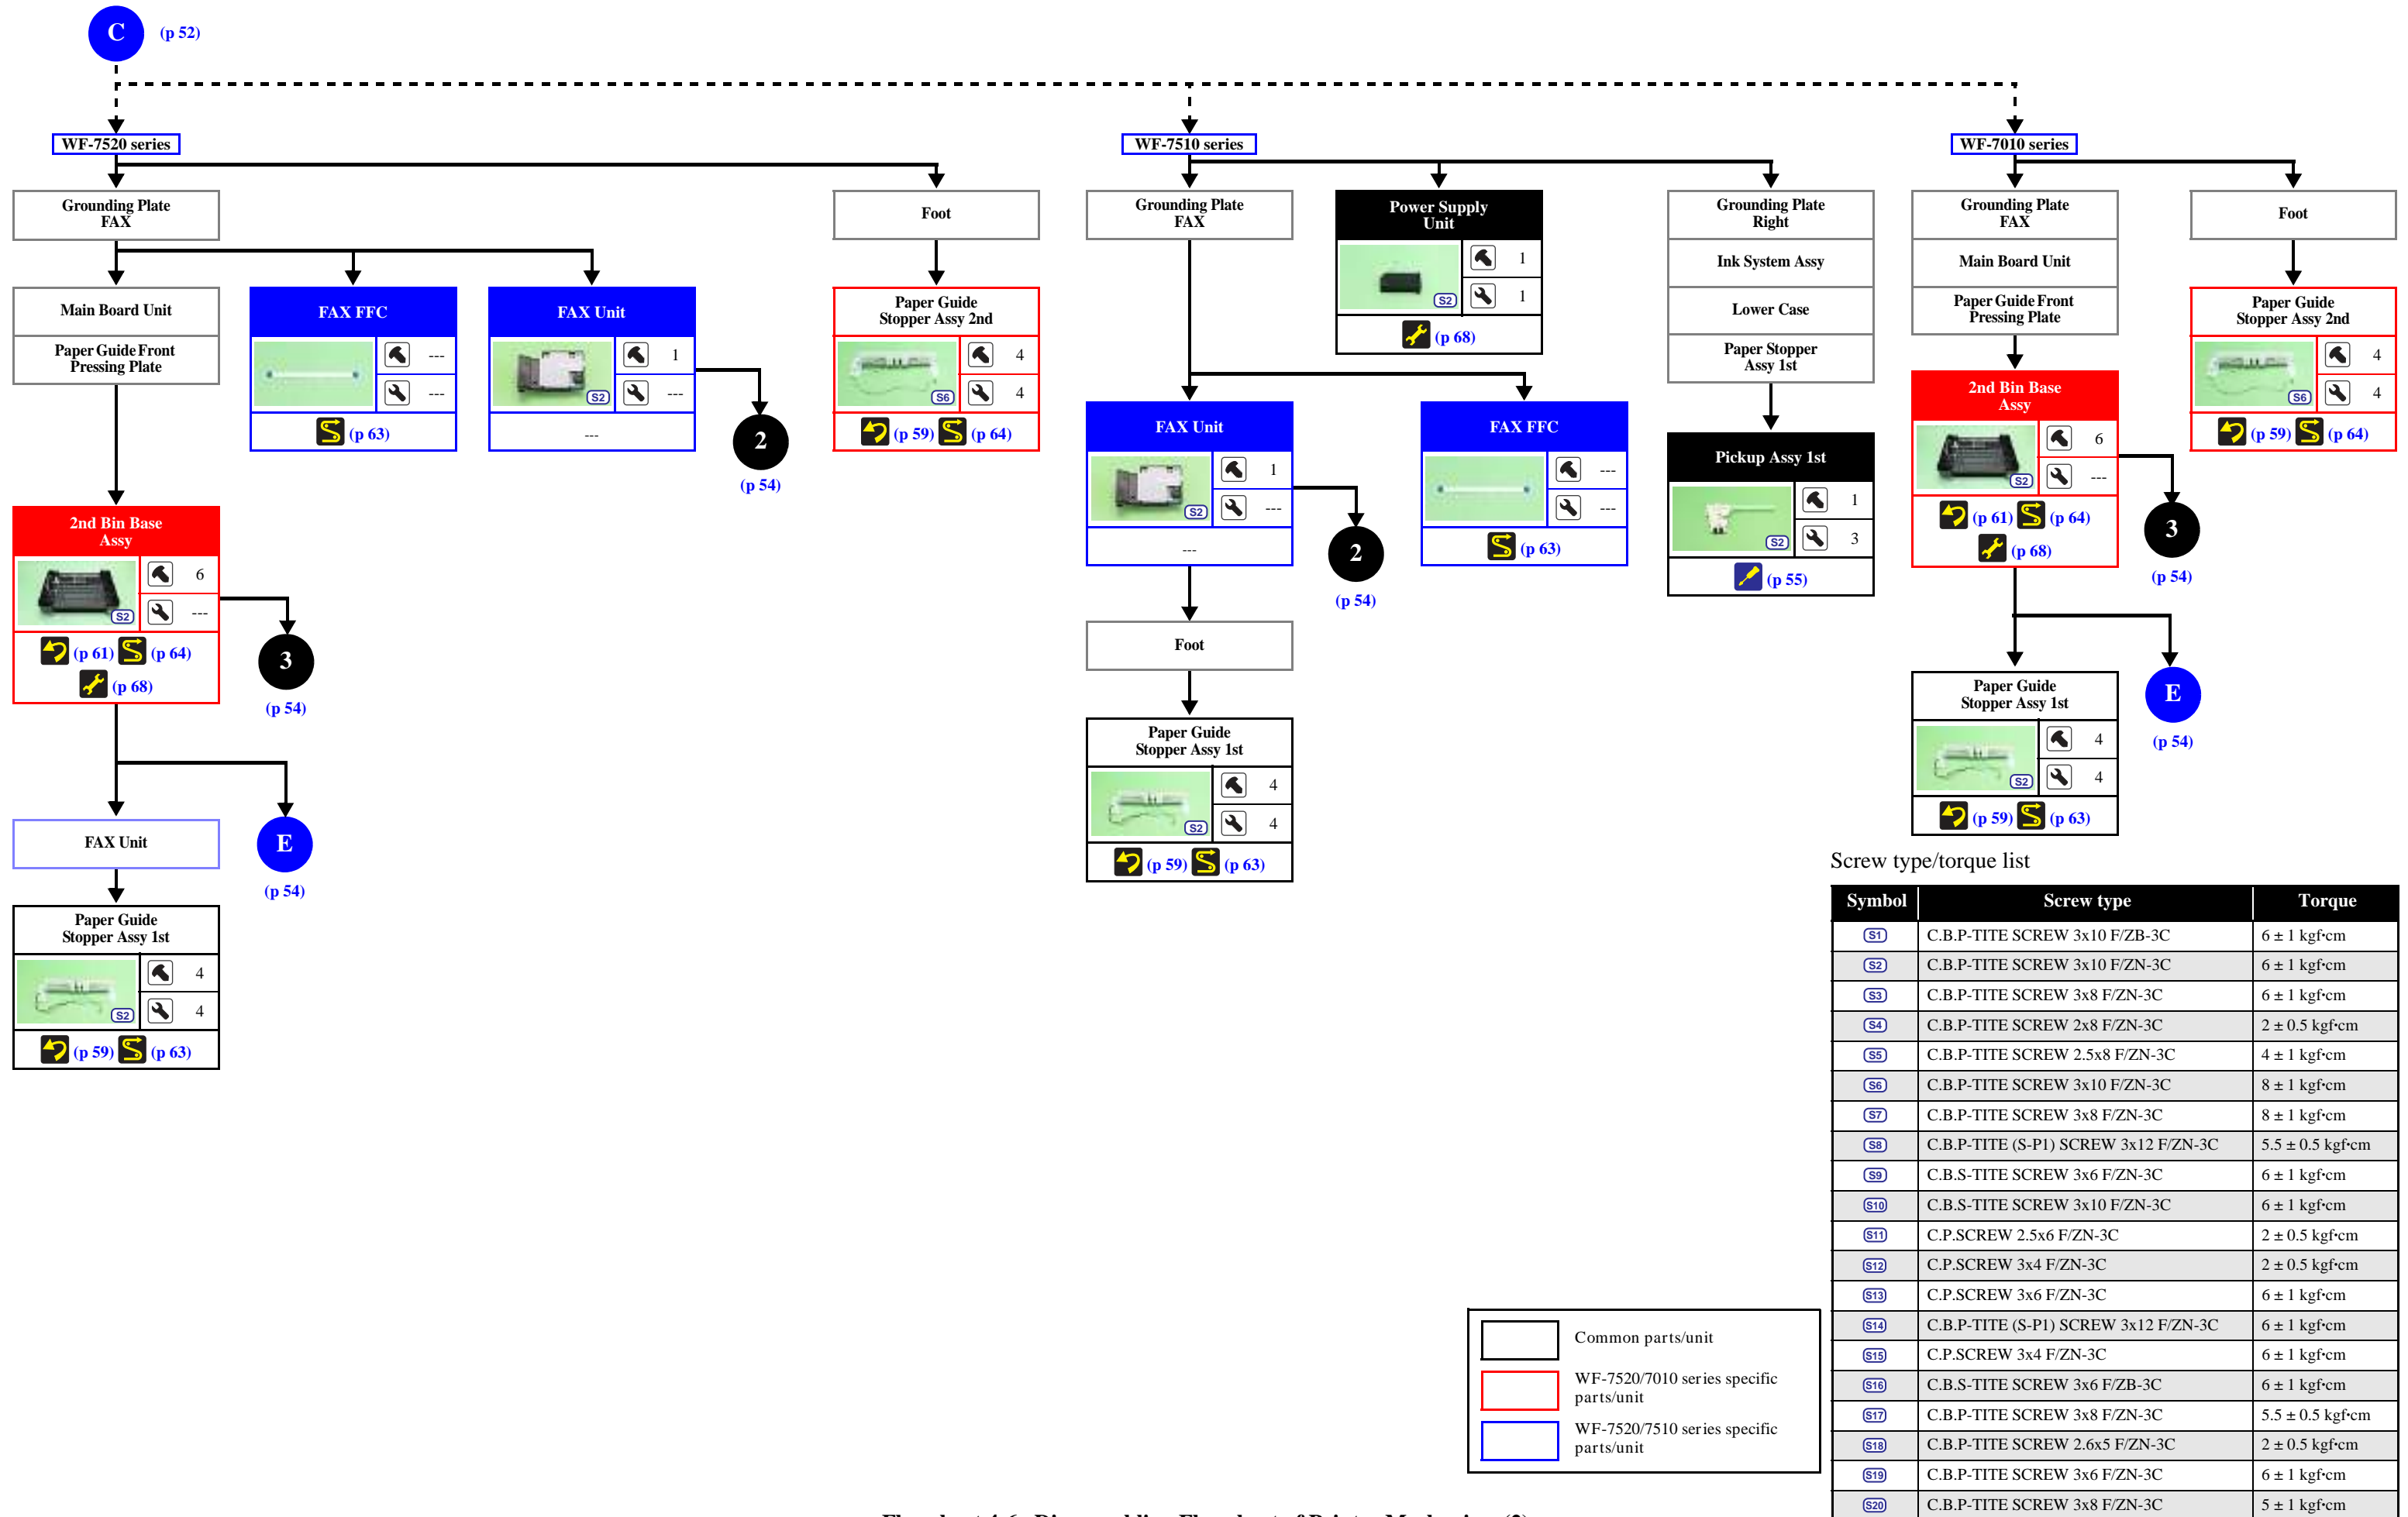 C
(p 52)
WF-7520 series
Grounding Plate
FAX
Main Board Unit
Paper Guide Front
Pressing Plate
FAX FFC
---
---
(p 63)
FAX Unit
S2
1
---
---
2
(p 54)
Foot
Paper Guide
Stopper Assy 2nd
S6
4
4
(p 59) (p 64)
2nd Bin Base
Assy
S2
6
---
(p 61) (p 64)
(p 68)
3
(p 54)
FAX Unit
E
(p 54)
Paper Guide
Stopper Assy 1st
S2
4
4
(p 59) (p 63)
WF-7510 series
Grounding Plate
FAX
Power Supply
Unit
S2
1
1
(p 68)
Grounding Plate
Right
Ink System Assy
Lower Case
Paper Stopper
Assy 1st
Pickup Assy 1st
S2
1
3
(p 55)
FAX Unit
S2
1
---
---
2
(p 54)
FAX FFC
---
---
(p 63)
Foot
Paper Guide
Stopper Assy 1st
S2
4
4
(p 59) (p 63)
WF-7010 series
Grounding Plate
FAX
Main Board Unit
Paper Guide Front
Pressing Plate
2nd Bin Base
Assy
S2
6
---
(p 61) (p 64)
(p 68)
3
(p 54)
Foot
Paper Guide
Stopper Assy 2nd
S6
4
4
(p 59) (p 64)
E
(p 54)
Paper Guide
Stopper Assy 1st
S2
4
4
(p 59) (p 63)
Screw type/torque list
Symbol Screw type Torque
S1 C.B.P-TITE SCREW 3x10 F/ZB-3C 6 ± 1 kgf·cm
S2 C.B.P-TITE SCREW 3x10 F/ZN-3C 6 ± 1 kgf·cm
S3 C.B.P-TITE SCREW 3x8 F/ZN-3C 6 ± 1 kgf·cm
S4 C.B.P-TITE SCREW 2x8 F/ZN-3C 2 ± 0.5 kgf·cm
S5 C.B.P-TITE SCREW 2.5x8 F/ZN-3C 4 ± 1 kgf·cm
S6 C.B.P-TITE SCREW 3x10 F/ZN-3C 8 ± 1 kgf·cm
S7 C.B.P-TITE SCREW 3x8 F/ZN-3C 8 ± 1 kgf·cm
S8 C.B.P-TITE (S-P1) SCREW 3x12 F/ZN-3C 5.5 ± 0.5 kgf·cm
S9 C.B.S-TITE SCREW 3x6 F/ZN-3C 6 ± 1 kgf·cm
S10 C.B.S-TITE SCREW 3x10 F/ZN-3C 6 ± 1 kgf·cm
S11 C.P.SCREW 2.5x6 F/ZN-3C 2 ± 0.5 kgf·cm
S12 C.P.SCREW 3x4 F/ZN-3C 2 ± 0.5 kgf·cm
S13 C.P.SCREW 3x6 F/ZN-3C 6 ± 1 kgf·cm
S14 C.B.P-TITE (S-P1) SCREW 3x12 F/ZN-3C 6 ± 1 kgf·cm
S15 C.P.SCREW 3x4 F/ZN-3C 6 ± 1 kgf·cm
S16 C.B.S-TITE SCREW 3x6 F/ZB-3C 6 ± 1 kgf·cm
S17 C.B.P-TITE SCREW 3x8 F/ZN-3C 5.5 ± 0.5 kgf·cm
S18 C.B.P-TITE SCREW 2.6x5 F/ZN-3C 2 ± 0.5 kgf·cm
S19 C.B.P-TITE SCREW 3x6 F/ZN-3C 6 ± 1 kgf·cm
S20 C.B.P-TITE SCREW 3x8 F/ZN-3C 5 ± 1 kgf·cm
Common parts/unit
WF-7520/7010 series specific
parts/unit
WF-7520/7510 series specific
parts/unit